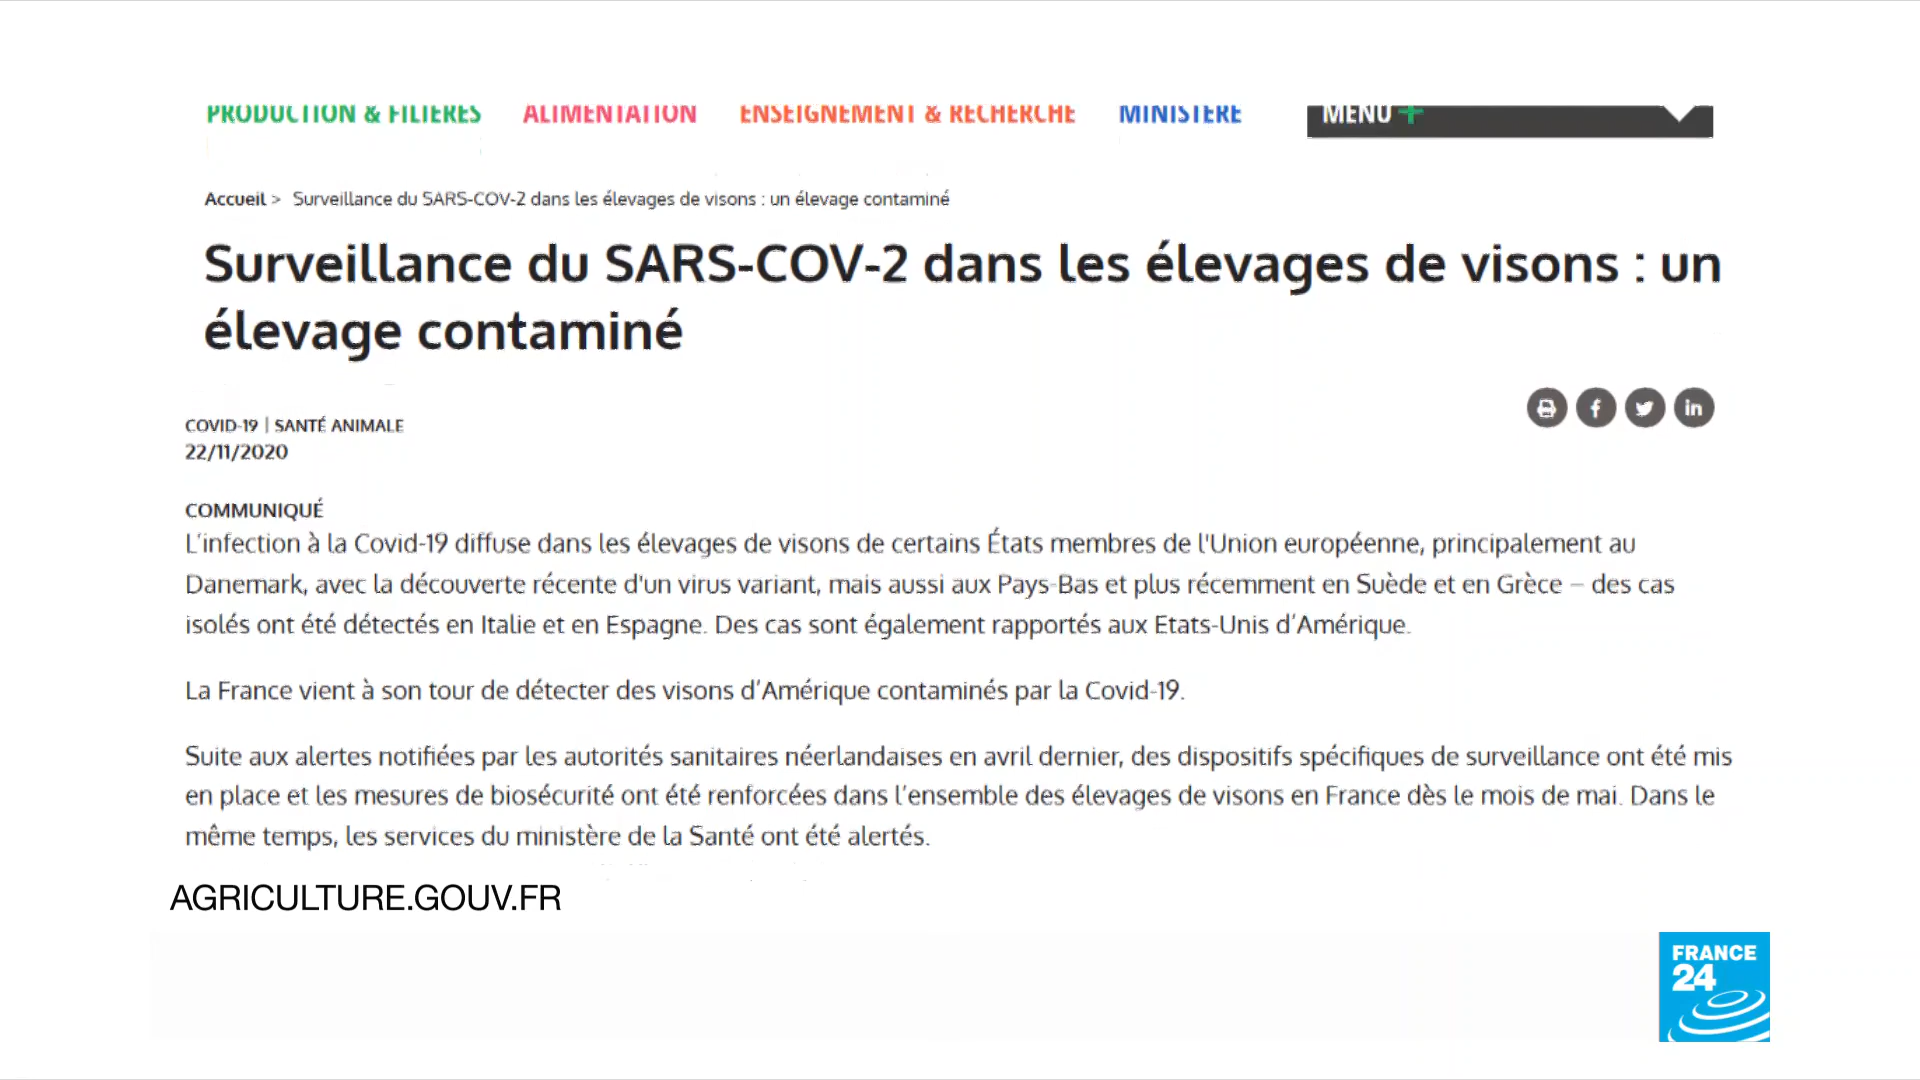 PRODUCTION & FILIERES ALIMENTATION ENSEIGNEMENT & RECHERCHE MINISTERE MENU +
Accueil > Surveillance du SARS-COV-2 dans les élevages de visons : un élevage contaminé
Surveillance du SARS-COV-2 dans les élevages de visons : un
élevage contaminé
COVID-19 | SANTÉ ANIMALE
22/11/2020
COMMUNIQUÉ
L’infection à la Covid-19 diffuse dans les élevages de visons de certains États membres de l'Union européenne, principalement au
Danemark, avec la découverte récente d'un virus variant, mais aussi aux Pays-Bas et plus récemment en Suède et en Grèce – des cas
isolés ont été détectés en Italie et en Espagne. Des cas sont également rapportés aux Etats-Unis d’Amérique.
La France vient à son tour de détecter des visons d’Amérique contaminés par la Covid-19.
Suite aux alertes notifiées par les autorités sanitaires néerlandaises en avril dernier, des dispositifs spécifiques de surveillance ont été mis
en place et les mesures de biosécurité ont été renforcées dans l’ensemble des élevages de visons en France dès le mois de mai. Dans le
même temps, les services du ministère de la Santé ont été alertés.
AGRICULTURE.GOUV.FR
FRANCE
24